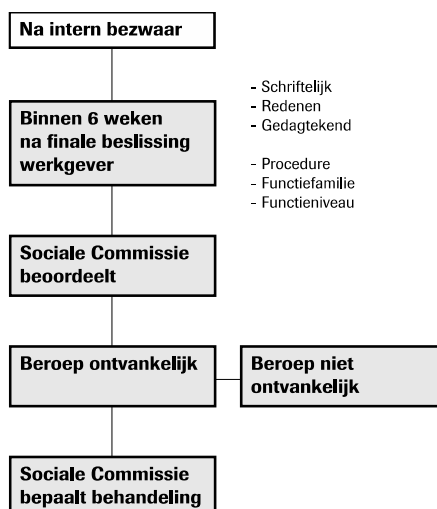 Na intern bezwaar
Binnen 6 weken
na finale beslissing
werkgever
- Schriftelijk
- Redenen
- Gedagtekend
- Procedure
- Functiefamilie
- Functieniveau
Sociale Commissie
beoordeelt
Beroep ontvankelijk
Beroep niet
ontvankelijk
Sociale Commissie
bepaalt behandeling